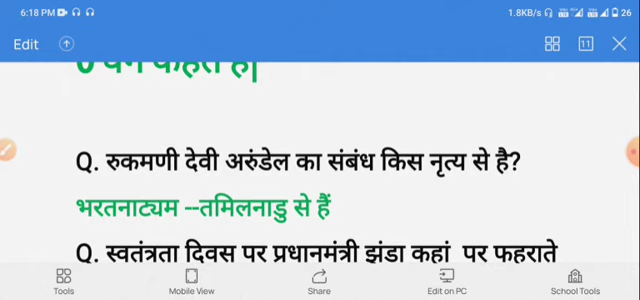 6:18 PM
1.8KB/s
26
Edit
11
कहते हैं|
Q. रुकमणी देवी अरुंडेल का संबंध किस नृत्य से है?
भरतनाट्यम --तमिलनाडु से हैं
Q. स्वतंत्रता दिवस पर प्रधानमंत्री झंडा कहां पर फहराते
Tools
Mobile View
Share
Edit on PC
School Tools